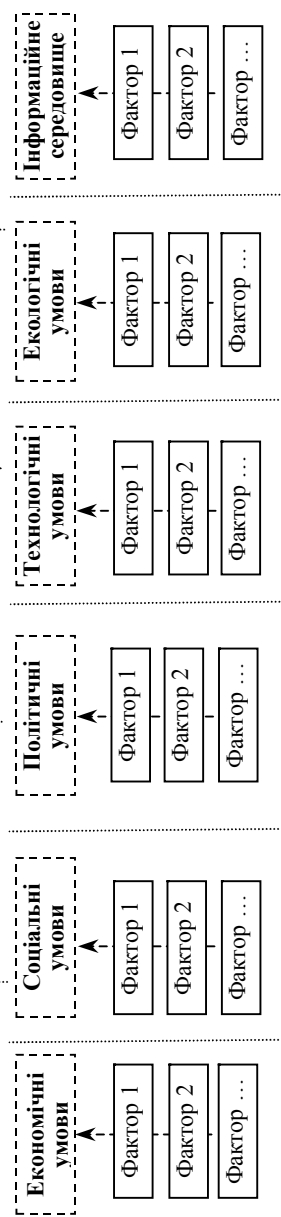 Економічні
умови
Фактор 1
Фактор 2
Фактор …
Соціальні
умови
Фактор 1
Фактор 2
Фактор …
Політичні
умови
Фактор 1
Фактор 2
Фактор …
Технологічні
умови
Фактор 1
Фактор 2
Фактор …
Екологічні
умови
Фактор 1
Фактор 2
Фактор …
Інформаційне
середовище
Фактор 1
Фактор 2
Фактор …